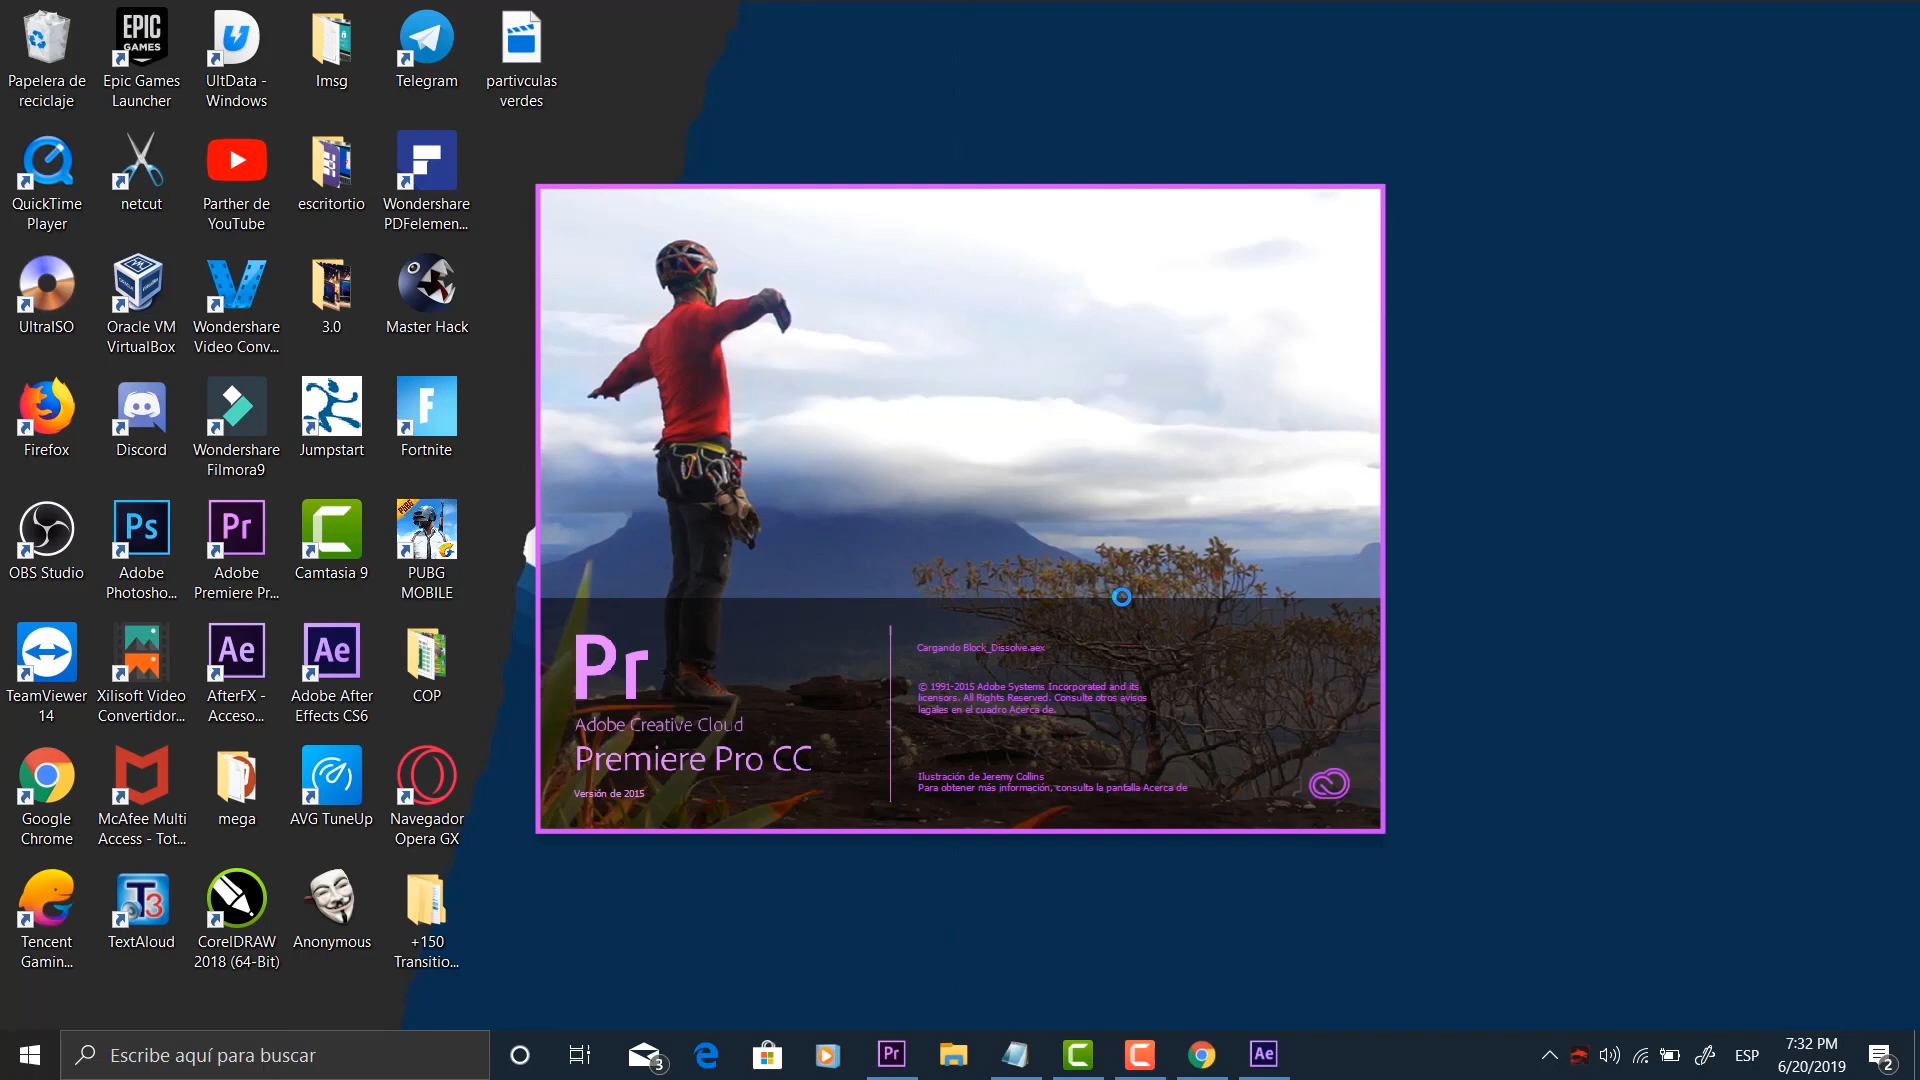 Papelera de
reciclaje
EPIC
GAMES
Epic Games
Launcher
UltData -
Windows
Imsg
Telegram
partivculas
verdes
QuickTime
Player
netcut
Parther de
YouTube
escritortio
Wondershare
PDFelemen...
UltraISO
Oracle VM
VirtualBox
Wondershare
Video Conv...
3.0
Master Hack
Firefox
Discord
Wondershare
Filmora9
Jumpstart
Fortnite
OBS Studio
Ps
Adobe
Photosho...
Pr
Adobe
Premiere Pr...
Camtasia 9
PUBG
PUBG
MOBILE
TeamViewer
14
Xilisoft Video
Convertidor...
Ae
AfterFX -
Acceso...
Ae
Adobe After
Effects CS6
COP
Google
Chrome
McAfee Multi
Access - Tot...
mega
AVG TuneUp
Navegador
Opera GX
Tencent
Gamin...
T3
TextAloud
CorelDRAW
2018 (64-Bit)
Anonymous
+150
Transitio...
Pr
Adobe Creative Cloud
Premiere Pro CC
Versión de 2015
Cargando Block_Dissolve.aex
© 1991-2015 Adobe Systems Incorporated and its
licensors. All Rights Reserved. Consulte otros avisos
legales en el cuadro Acerca de.
Ilustración de Jeremy Collins
Para obtener más información, consulta la pantalla Acerca de
Escribe aquí para buscar
3
Pr
Ae
ESP
7:32 PM
6/20/2019
2